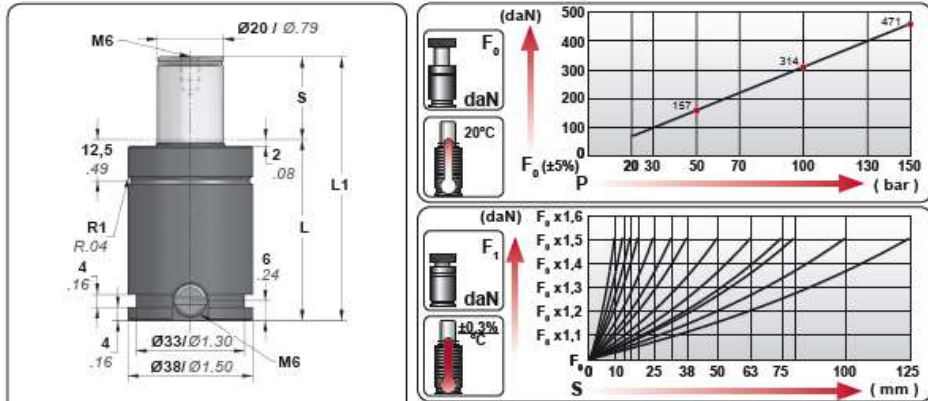 Ø20 / Ø.79
M6
S
12,5
.49
2
.08
L1
R1
R.04
L
4
.16
6
.24
4
.16
M6
Ø33/Ø1.30
Ø38/Ø1.50
(daN)
F0
daN
20°C
F0 (±5%)
500
400
300
200
100
0
157
314
471
20 30 50 70 100 130 150
P
( bar )
(daN)
F1
daN
±0.3%
°C
F0 x1,6
F0 x1,5
F0 x1,4
F0 x1,3
F0 x1,2
F0 x1,1
F0
0 10 25 38 50 63 75 100 125
S
( mm )